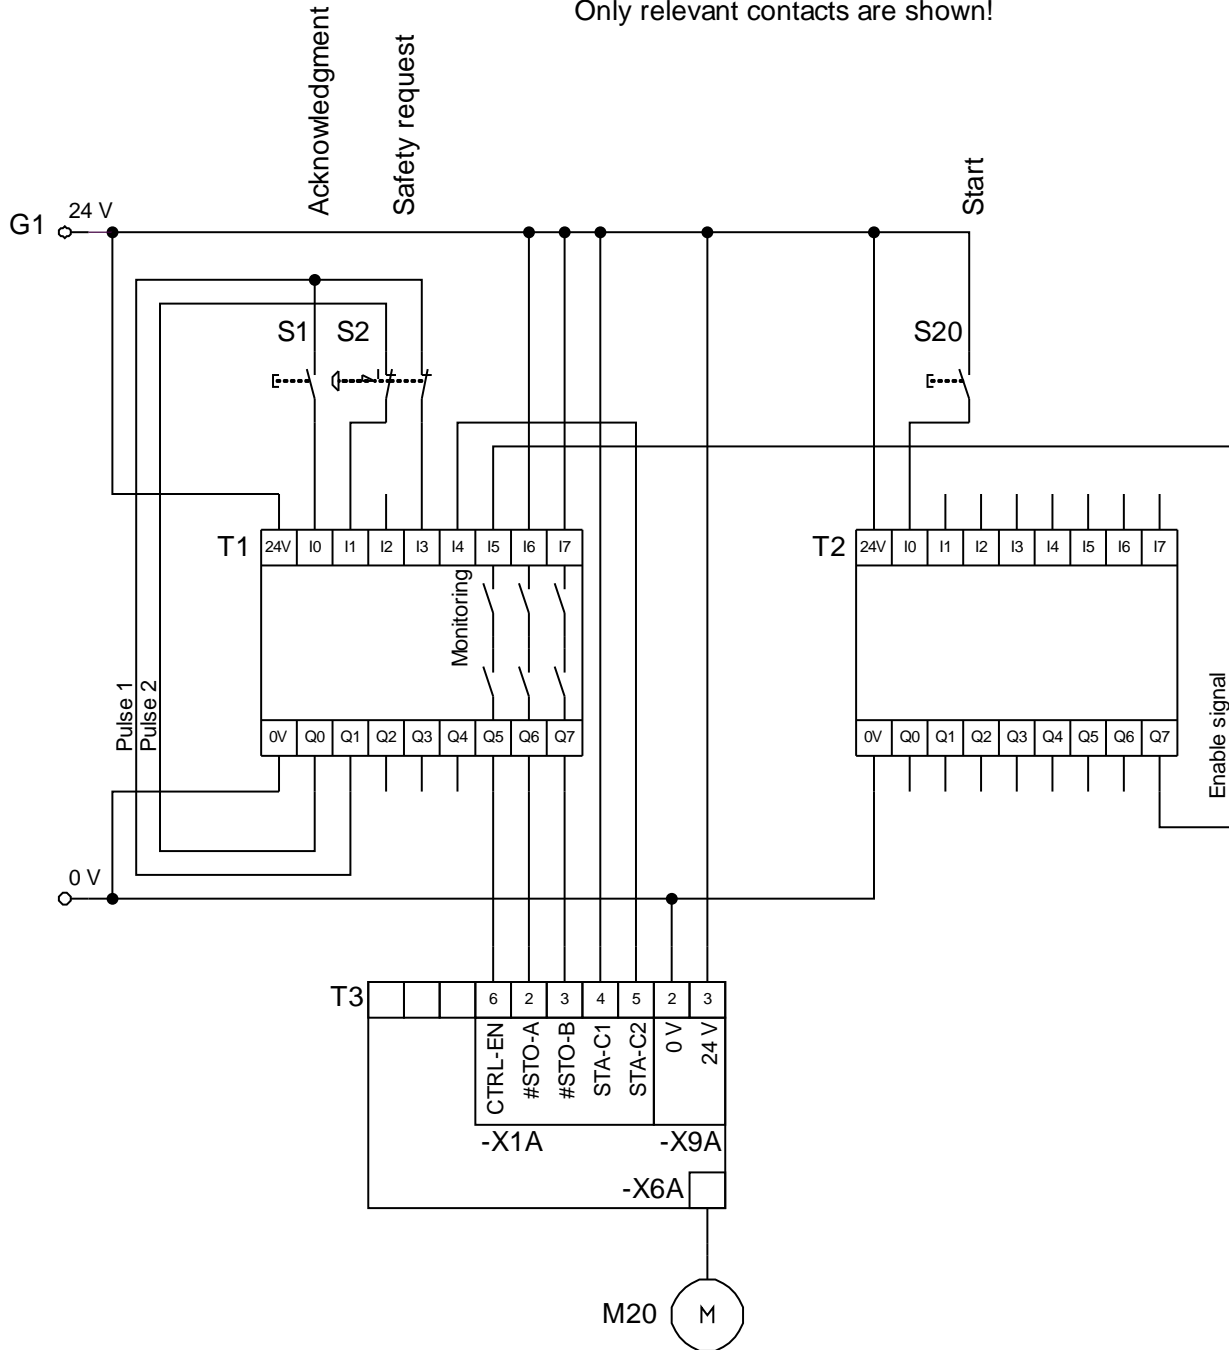 Only relevant contacts are shown!
Acknowledgment
Safety request
Start
G1
24 V
S1
S2
S20
T1
24V I0 I1 I2 I3 I4 I5 I6 I7
Monitoring
0V Q0 Q1 Q2 Q3 Q4 Q5 Q6 Q7
T2
24V I0 I1 I2 I3 I4 I5 I6 I7
0V Q0 Q1 Q2 Q3 Q4 Q5 Q6 Q7
Pulse 1
Pulse 2
Enable signal
0 V
T3
6 2 3 4 5 2 3
CTRL-EN
#STO-A
#STO-B
STA-C1
STA-C2
0 V
24 V
-X1A
-X9A
-X6A
M20
M